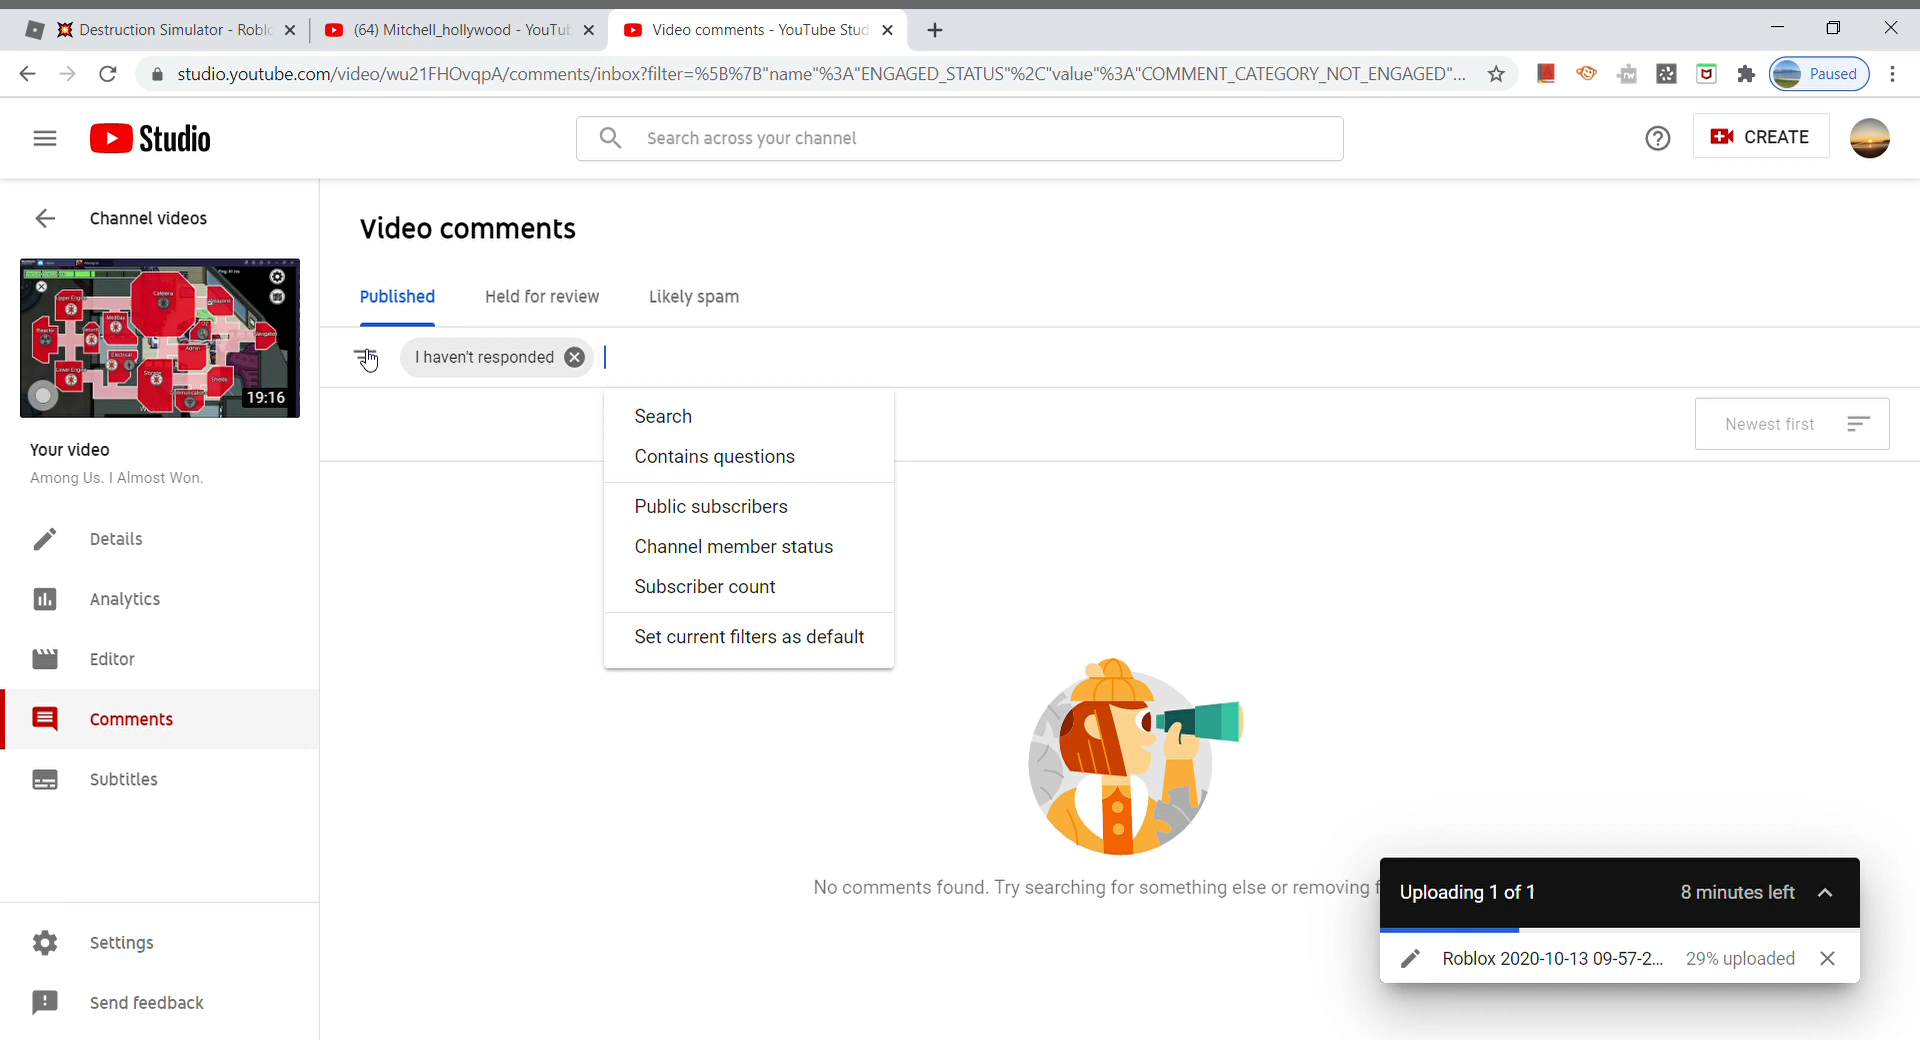 Destruction Simulator - Roblo
(64) Mitchell_hollywood - YouTub
Video comments - YouTube Stud
studio.youtube.com/video/wu21FHOvqpA/comments/inbox?filter=%5B%7B"name"%3A"ENGAGED_STATUS"%2C"value"%3A"COMMENT_CATEGORY_NOT_ENGAGED"...
Paused
Studio
Search across your channel
CREATE
Channel videos
19:16
Your video
Among Us. I Almost Won.
Details
Analytics
Editor
Comments
Subtitles
Settings
Send feedback
Video comments
Published
Held for review
Likely spam
I haven't responded
Search
Contains questions
Public subscribers
Channel member status
Subscriber count
Set current filters as default
Newest first
No comments found. Try searching for something else or removing f
Uploading 1 of 1
8 minutes left
Roblox 2020-10-13 09-57-2...
29% uploaded